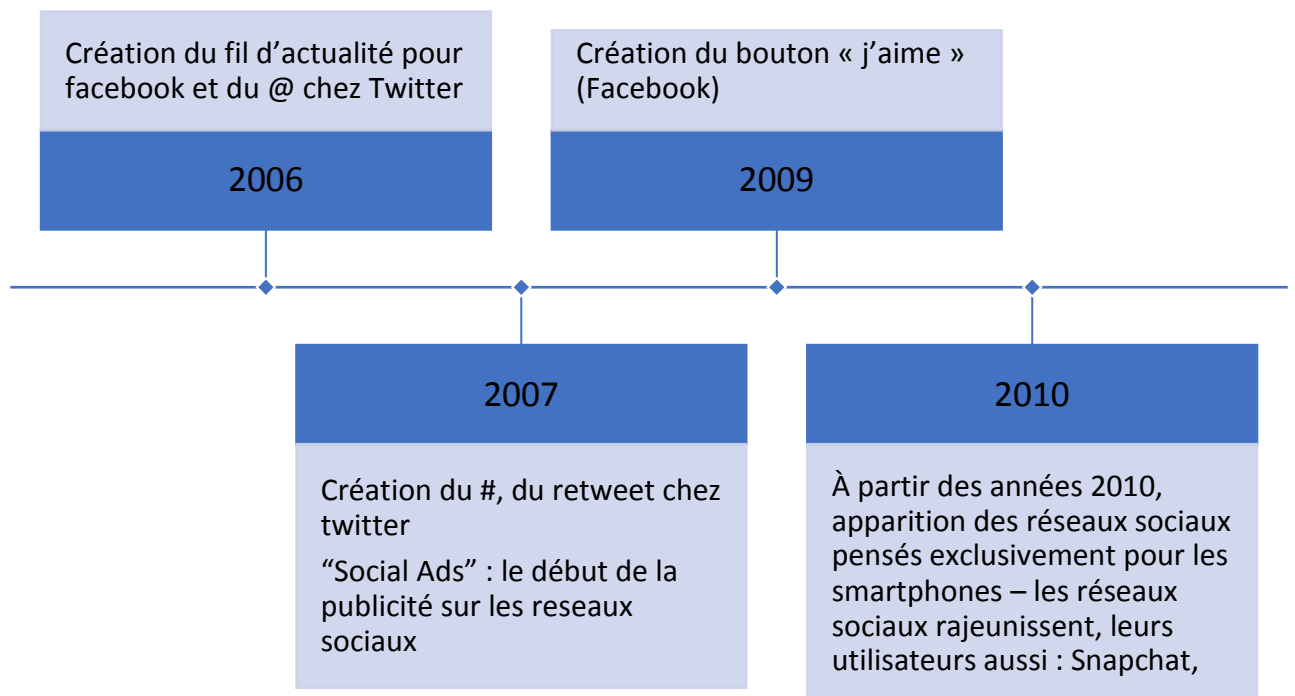 Création du fil d’actualité pour
facebook et du @ chez Twitter
2006
Création du bouton « j’aime »
(Facebook)
2009
2007
Création du #, du retweet chez
twitter
“Social Ads” : le début de la
publicité sur les reseaux
sociaux
2010
À partir des années 2010,
apparition des réseaux sociaux
pensés exclusivement pour les
smartphones – les réseaux
sociaux rajeunissent, leurs
utilisateurs aussi : Snapchat,